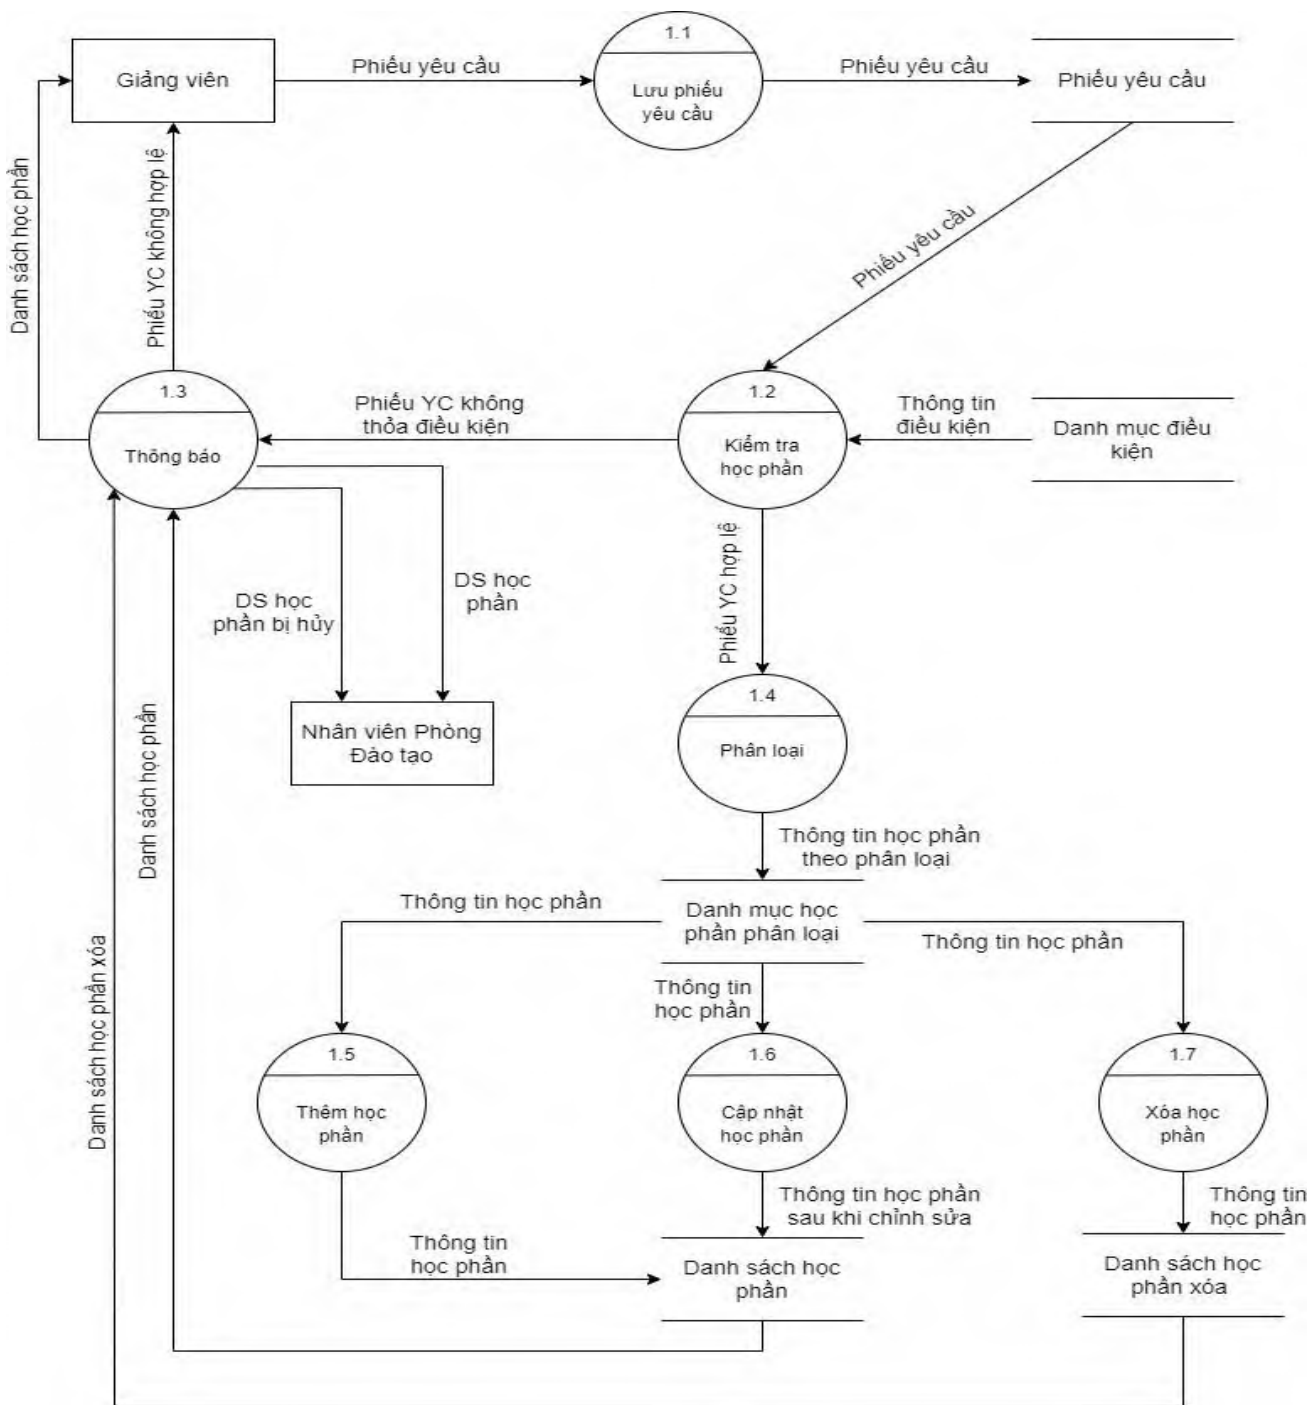 1.1
Giảng viên
Phiếu yêu cầu
Lưu phiếu
yêu cầu
Phiếu yêu cầu
Phiếu yêu cầu
Danh sách học phần
Phiếu YC không hợp lệ
Phiếu yêu cầu
1.3
Thông báo
Phiếu YC không
thỏa điều kiện
1.2
Kiểm tra
học phần
Thông tin
điều kiện
Danh mục điều
kiện
DS học
phần bị hủy
DS học
phần
Phiếu YC hợp lệ
Nhân viên Phòng
Đào tạo
1.4
Phân loại
Danh sách học phần
Thông tin học phần
theo phân loại
Danh sách học phần xóa
Thông tin học phần
Danh mục học
phần phân loại
Thông tin học phần
Thông tin
học phần
1.5
Thêm học
phần
1.6
Cập nhật
học phần
1.7
Xóa học
phần
Thông tin học phần
sau khi chỉnh sửa
Thông tin
học phần
Thông tin
học phần
Danh sách học
phần
Danh sách học
phần xóa